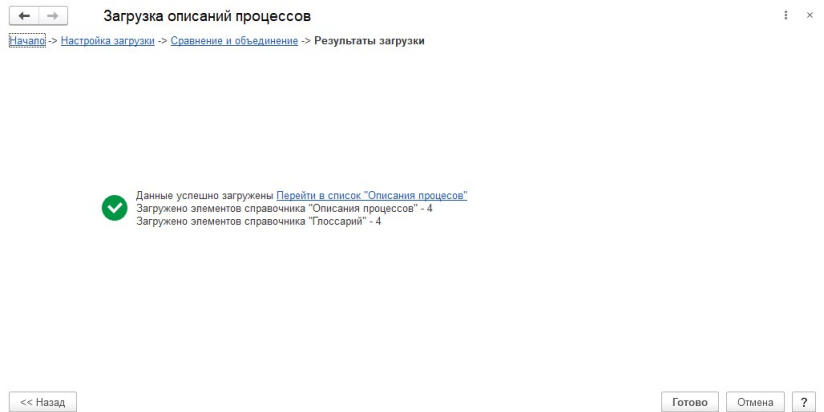 Загрузка описаний процессов
Начало -> Настройка загрузки -> Сравнение и объединение -> Результаты загрузки
Данные успешно загружены Перейти в список "Описания процесов"
Загружено элементов справочника "Описания процессов" - 4
Загружено элементов справочника "Глоссарий" - 4
<< Назад Готово Отмена ?